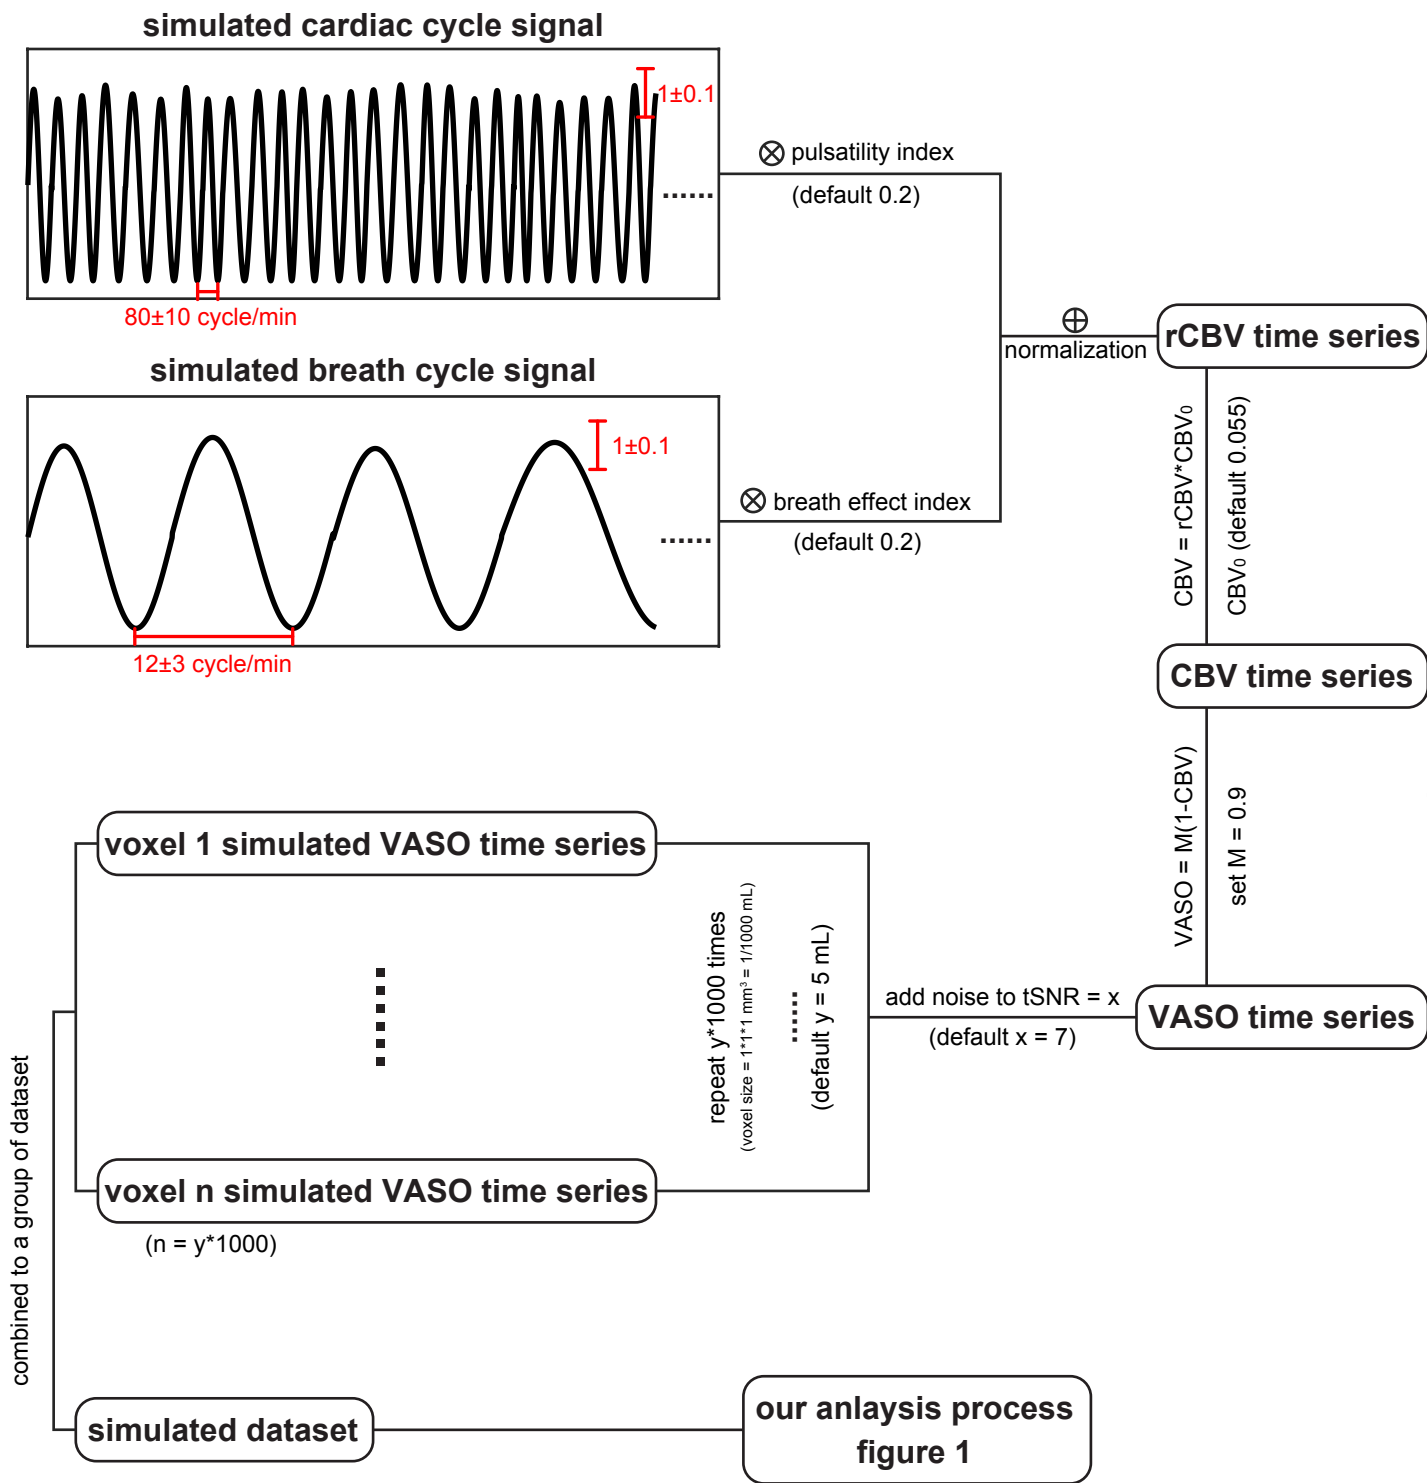 simulated cardiac cycle signal
1±0.1
⊗ pulsatility index
(default 0.2)
......
80±10 cycle/min
⊕
normalization
rCBV time series
simulated breath cycle signal
1±0.1
⊗ breath effect index
(default 0.2)
......
12±3 cycle/min
CBV = rCBV*CBV₀
CBV₀ (default 0.055)
CBV time series
VASO = M(1-CBV)
set M = 0.9
VASO time series
add noise to tSNR = x
(default x = 7)
repeat y*1000 times
(voxel size = 1*1*1 mm³ = 1/1000 mL)
......
(default y = 5 mL)
voxel 1 simulated VASO time series
voxel n simulated VASO time series
(n = y*1000)
combined to a group of dataset
simulated dataset
our anlaysis process
figure 1